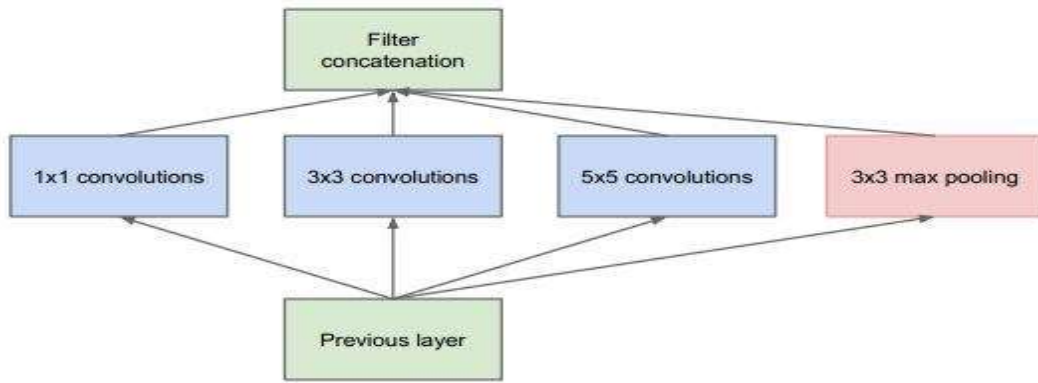 Filter
concatenation
1x1 convolutions
3x3 convolutions
5x5 convolutions
3x3 max pooling
Previous layer